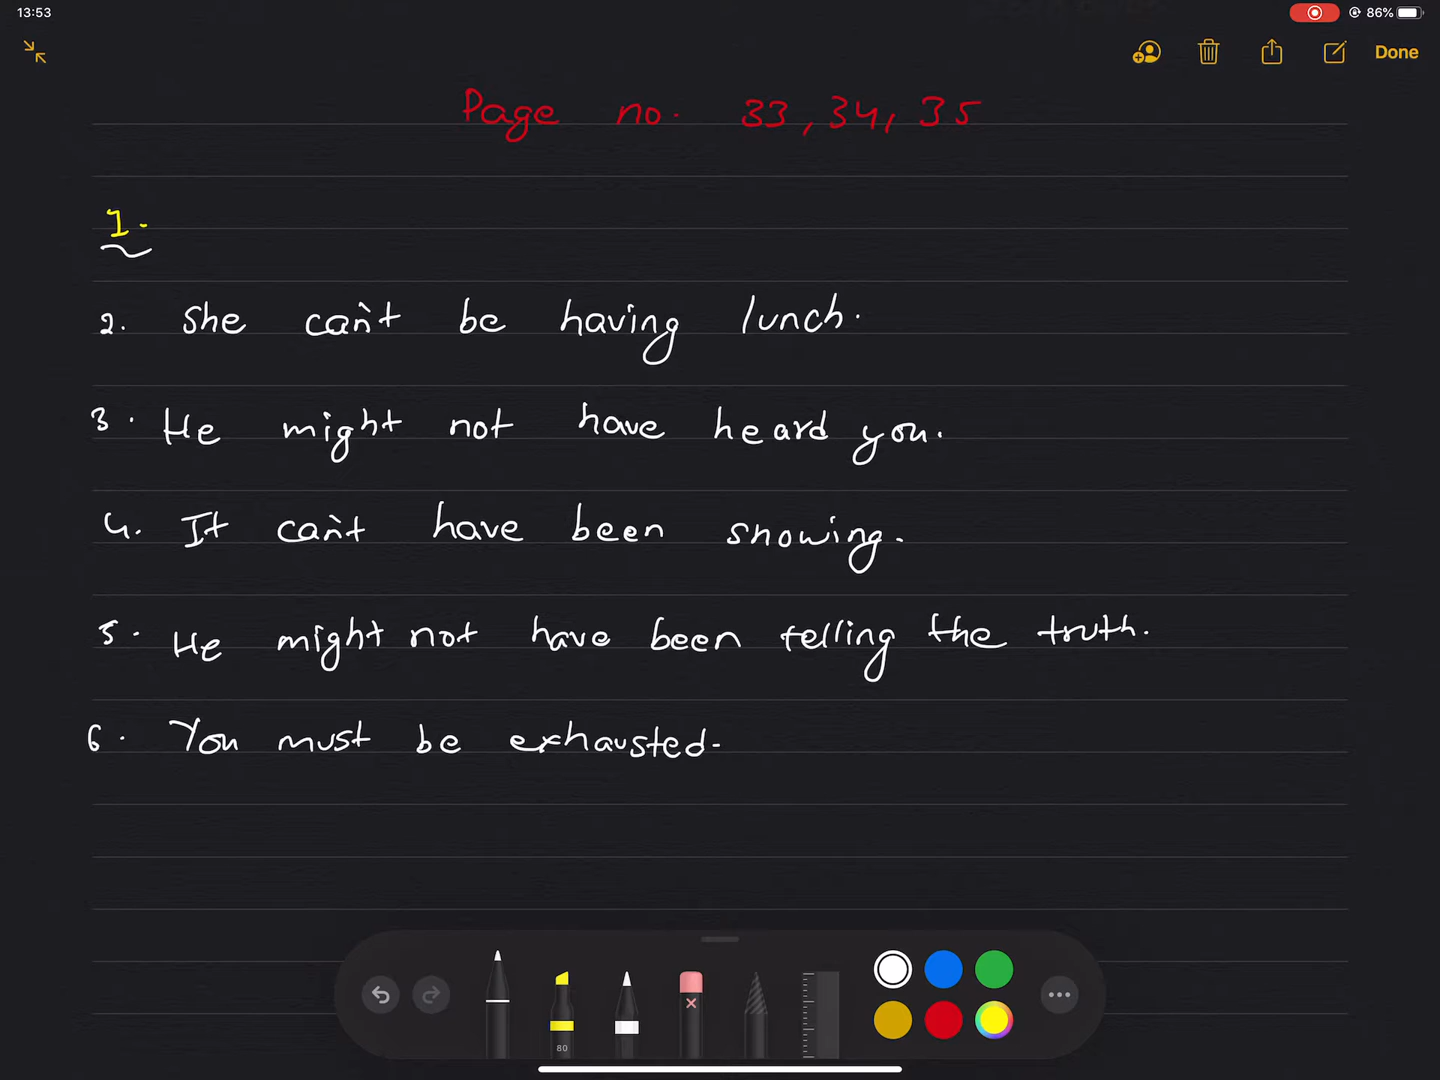 13:53
86%
Done
Page no. 33, 34, 35
1.
2. She can't be having lunch.
3. He might not have heard you.
4. It can't have been snowing.
5. He might not have been telling the truth.
6. You must be exhausted.
80